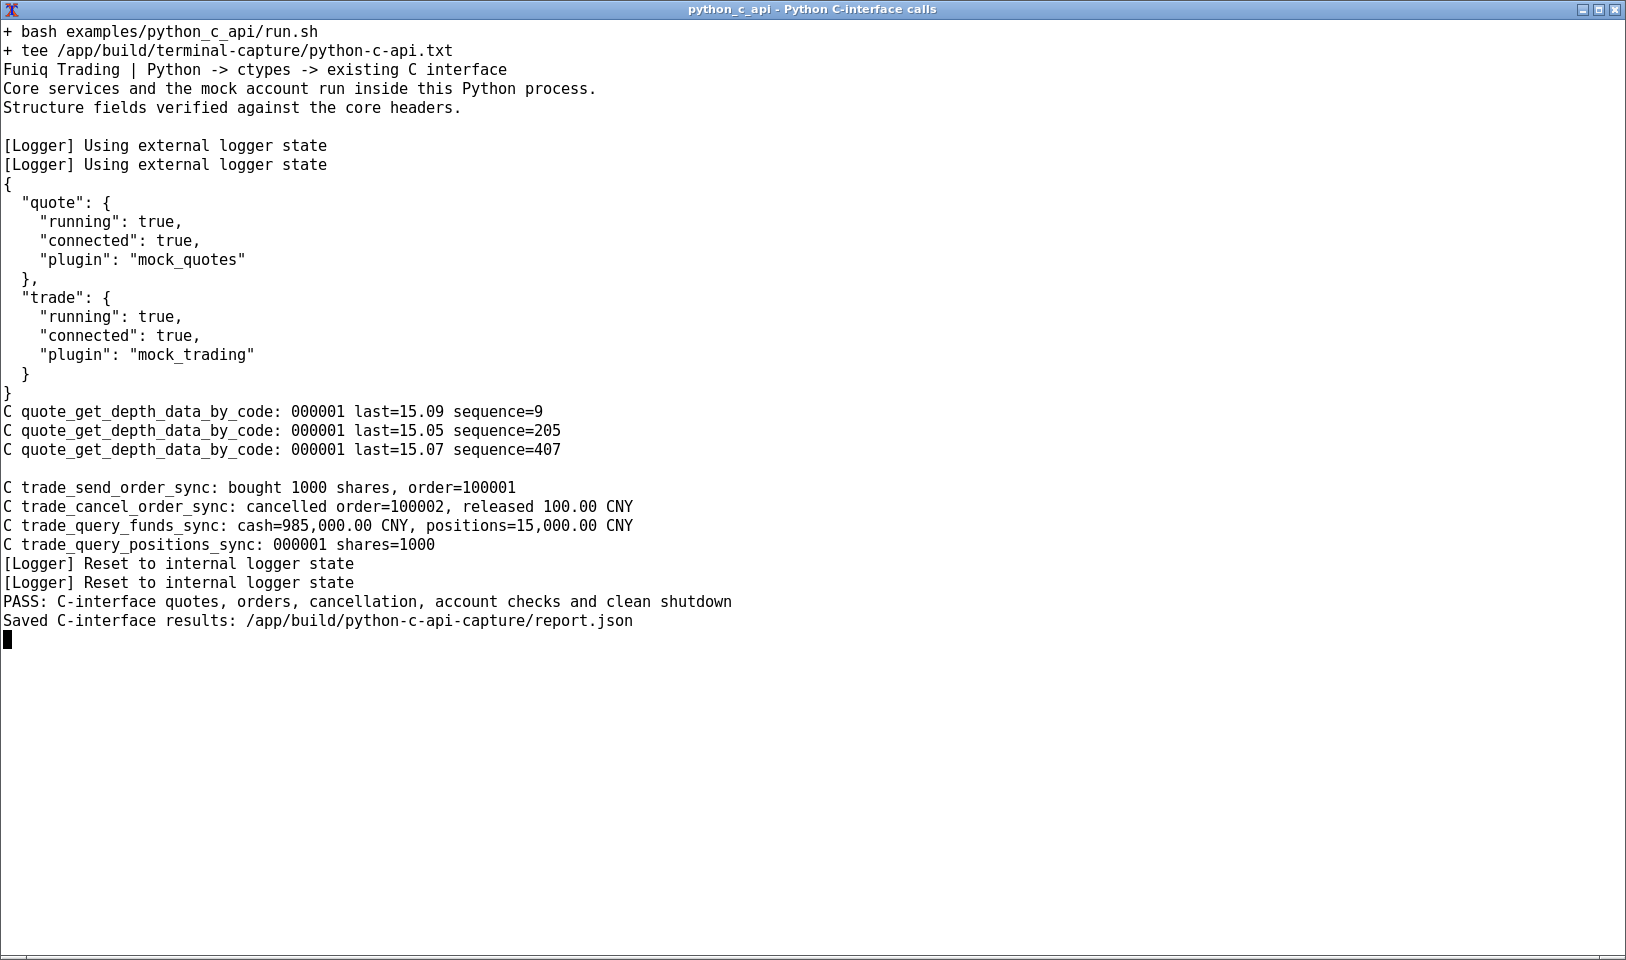 python_c_api - Python C-interface calls
+ bash examples/python_c_api/run.sh
+ tee /app/build/terminal-capture/python-c-api.txt
Funiq Trading | Python -> ctypes -> existing C interface
Core services and the mock account run inside this Python process.
Structure fields verified against the core headers.
[Logger] Using external logger state
[Logger] Using external logger state
{
  "quote": {
    "running": true,
    "connected": true,
    "plugin": "mock_quotes"
  },
  "trade": {
    "running": true,
    "connected": true,
    "plugin": "mock_trading"
  }
}
C quote_get_depth_data_by_code: 000001 last=15.09 sequence=9
C quote_get_depth_data_by_code: 000001 last=15.05 sequence=205
C quote_get_depth_data_by_code: 000001 last=15.07 sequence=407
C trade_send_order_sync: bought 1000 shares, order=100001
C trade_cancel_order_sync: cancelled order=100002, released 100.00 CNY
C trade_query_funds_sync: cash=985,000.00 CNY, positions=15,000.00 CNY
C trade_query_positions_sync: 000001 shares=1000
[Logger] Reset to internal logger state
[Logger] Reset to internal logger state
PASS: C-interface quotes, orders, cancellation, account checks and clean shutdown
Saved C-interface results: /app/build/python-c-api-capture/report.json